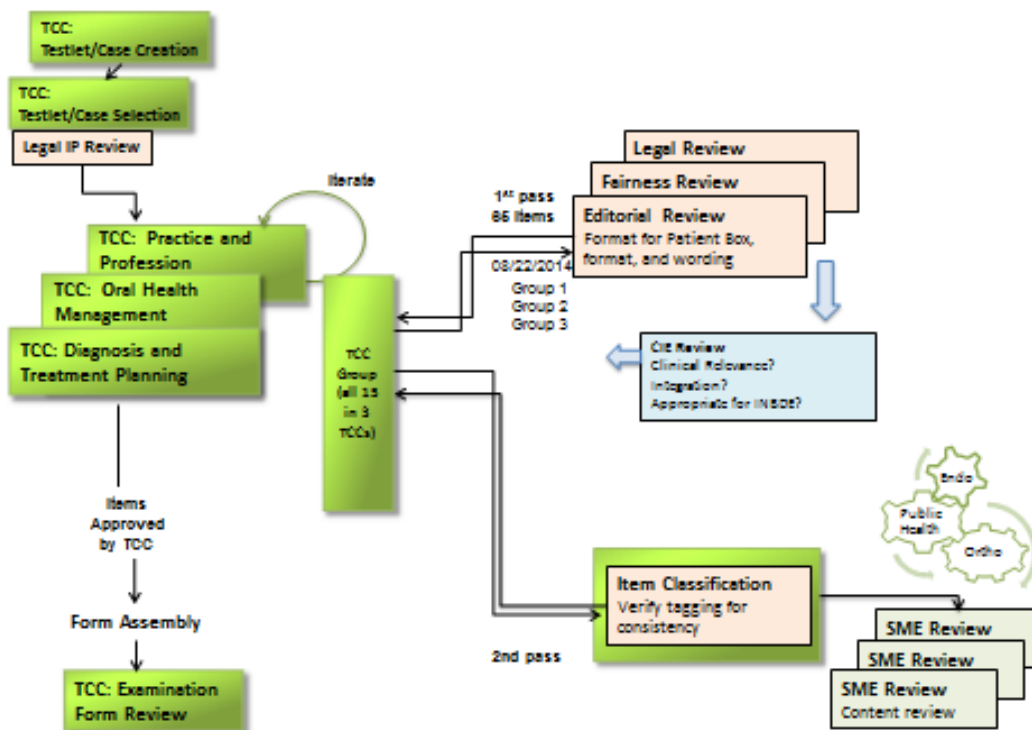 TCC:
Testlet/Case Creation
TCC:
Testlet/Case Selection
Legal IP Review
Iterate
TCC: Practice and
Profession
TCC: Oral Health
Management
TCC: Diagnosis and
Treatment Planning
TCC
Group
(all 15
in 3
TCCs)
1st pass
65 Items
08/22/2014
Group 1
Group 2
Group 3
Legal Review
Fairness Review
Editorial Review
Format for Patient Box,
format, and wording
CIE Review
Clinical Relevance?
Integration?
Appropriate for INBDE?
Items
Approved
by TCC
Form Assembly
TCC: Examination
Form Review
2nd pass
Item Classification
Verify tagging for
consistency
Endo
Public
Health
Ortho
SME Review
SME Review
SME Review
Content review